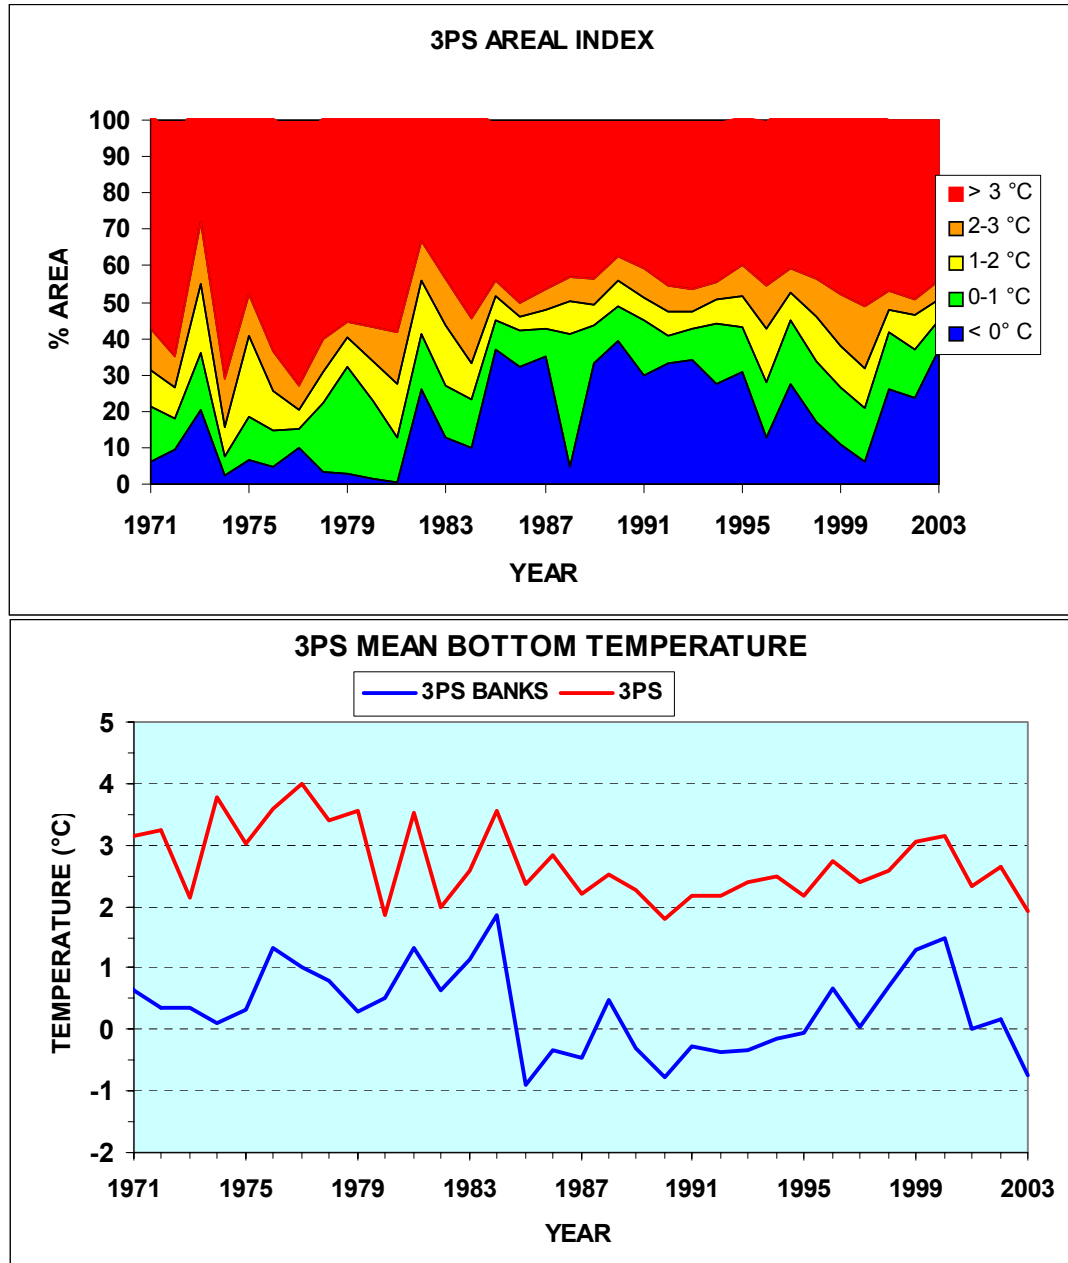 3PS AREAL INDEX
100
90
80
70
60
50
40
30
20
10
0
% AREA
> 3 °C
2-3 °C
1-2 °C
0-1 °C
< 0° C
1971 1975 1979 1983 1987 1991 1995 1999 2003
YEAR
3PS MEAN BOTTOM TEMPERATURE
3PS BANKS 3PS
5
4
3
2
1
0
-1
-2
TEMPERATURE (°C)
1971 1975 1979 1983 1987 1991 1995 1999 2003
YEAR